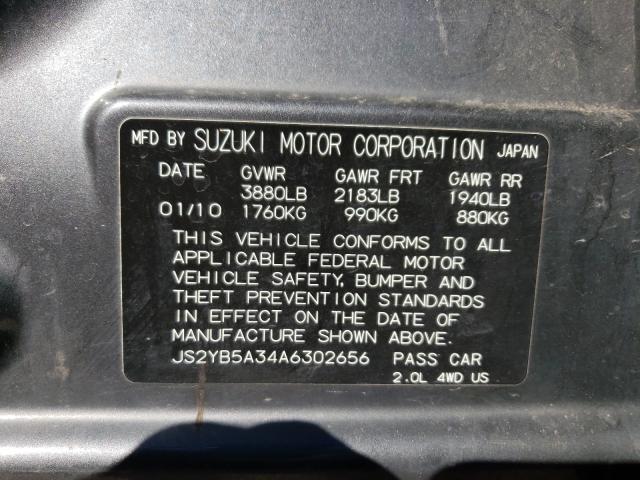 MFD BY SUZUKI MOTOR CORPORATION JAPAN
DATE GVWR GAWR FRT GAWR RR
3880LB 2183LB 1940LB
01/10 1760KG 990KG 880KG
THIS VEHICLE CONFORMS TO ALL
APPLICABLE FEDERAL MOTOR
VEHICLE SAFETY, BUMPER AND
THEFT PREVENTION STANDARDS
IN EFFECT ON THE DATE OF
MANUFACTURE SHOWN ABOVE.
JS2YB5A34A6302656 PASS CAR
2.0L 4WD US